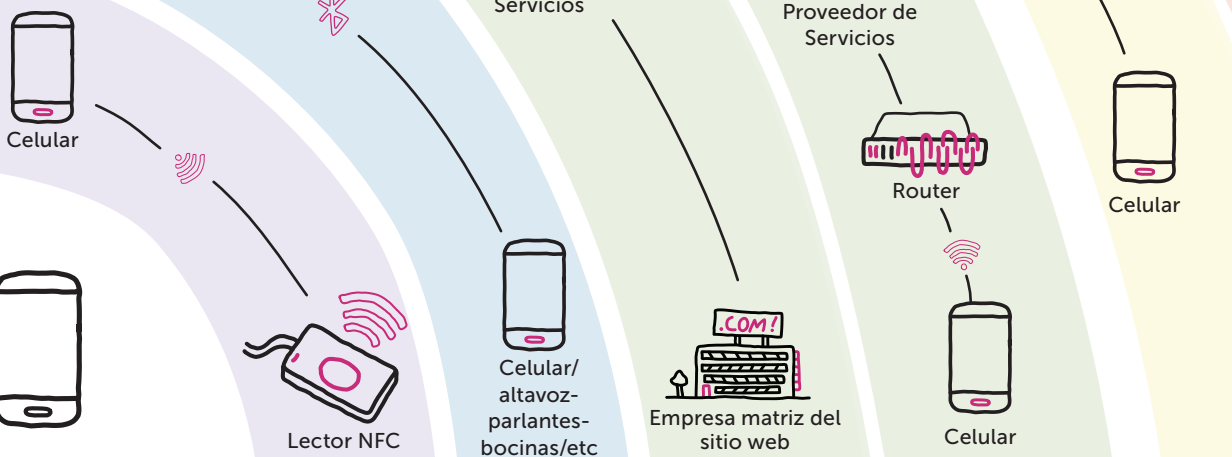 Servicios
Proveedor de
Servicios
Celular
Router
Celular
.COM!
Celular/
altavoz-
parlantes-
bocinas/etc
Empresa matriz del
sitio web
Lector NFC
Celular